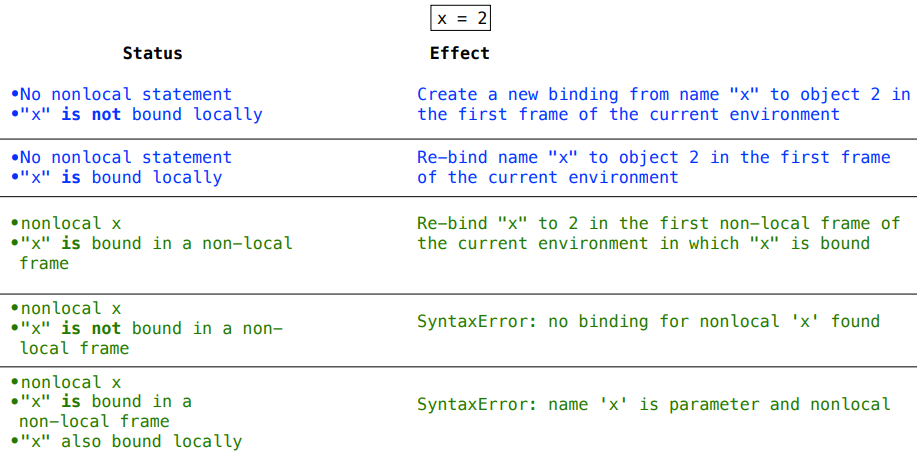 x = 2
Status Effect
•No nonlocal statement
•"x" is not bound locally
Create a new binding from name "x" to object 2 in
the first frame of the current environment
•No nonlocal statement
•"x" is bound locally
Re-bind name "x" to object 2 in the first frame
of the current environment
•nonlocal x
•"x" is bound in a non-local
frame
Re-bind "x" to 2 in the first non-local frame of
the current environment in which "x" is bound
•nonlocal x
•"x" is not bound in a non-
local frame
SyntaxError: no binding for nonlocal 'x' found
•nonlocal x
•"x" is bound in a
non-local frame
•"x" also bound locally
SyntaxError: name 'x' is parameter and nonlocal